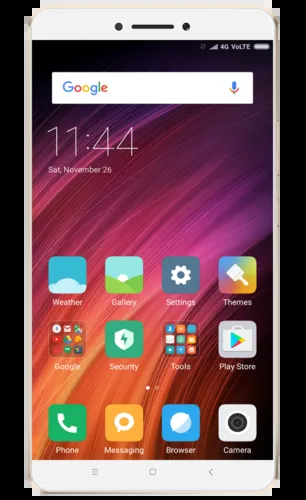 4G VoLTE
Google
11:44
Sat, November 26
Weather Gallery Settings Themes
Google Security Tools Play Store
Phone Messaging Browser Camera